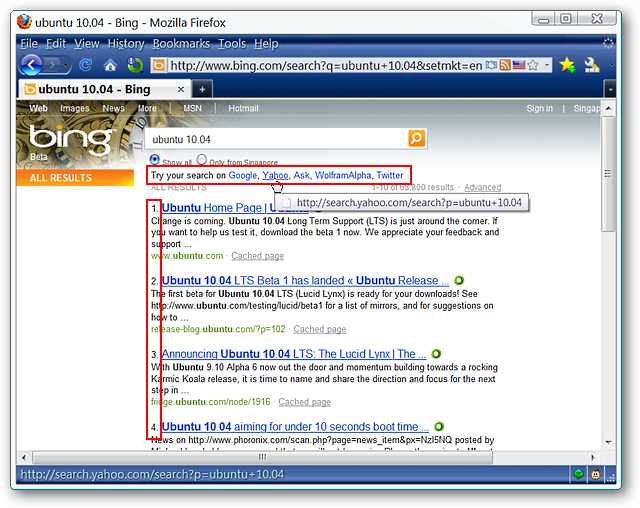 ubuntu 10.04 - Bing - Mozilla Firefox
File Edit View History Bookmarks Tools Help
http://www.bing.com/search?q=ubuntu+10.04&setmkt=en
ubuntu 10.04 - Bing
Web Images News More | MSN | Hotmail Sign in | Singap
bing
Beta
ubuntu 10.04
Show all Only from Singapore
Try your search on Google, Yahoo, Ask, WolframAlpha, Twitter
ALL RESULTS
ALL RESULTS 1-10 of results · Advanced
http://search.yahoo.com/search?p=ubuntu+10.04
1. Ubuntu Home Page | Ubuntu
Change is coming. Ubuntu 10.04 Long Term Support (LTS) is just around the corner. If
you want to help us test it, download the beta 1 now. We appreciate your feedback and
support ...
www.ubuntu.com · Cached page
2. Ubuntu 10.04 LTS Beta 1 has landed « Ubuntu Release ...
The first beta for Ubuntu 10.04 LTS (Lucid Lynx) is ready for your downloads! See
http://www.ubuntu.com/testing/lucid/beta1 for a list of mirrors, and for suggestions on
how to ...
release-blog.ubuntu.com/?p=102 · Cached page
3. Announcing Ubuntu 10.04 LTS: The Lucid Lynx | The ...
With Ubuntu 9.10 Alpha 6 now out the door and momentum building towards a rocking
Karmic Koala release, it is time to name and share the direction and focus for the next
step in ...
fridge.ubuntu.com/node/1916 · Cached page
4. Ubuntu 10.04 aiming for under 10 seconds boot time ...
News on http://www.phoronix.com/scan.php?page=news_item&px=NzI5NQ posted by
http://search.yahoo.com/search?p=ubuntu+10.04